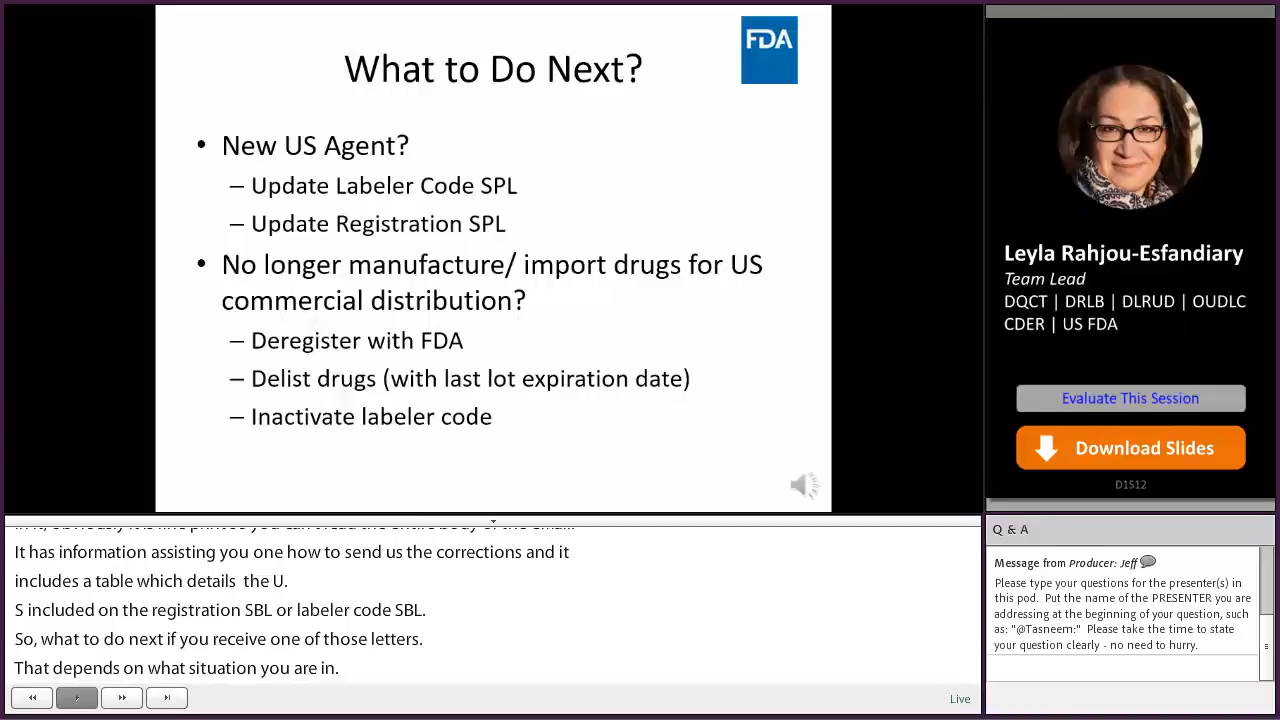 FDA
What to Do Next?
• New US Agent?
– Update Labeler Code SPL
– Update Registration SPL
• No longer manufacture/ import drugs for US
commercial distribution?
– Deregister with FDA
– Delist drugs (with last lot expiration date)
– Inactivate labeler code
Leyla Rahjou-Esfandiary
Team Lead
DQCT | DRLB | DLRUD | OUDLC
CDER | US FDA
Evaluate This Session
Download Slides
D1S12
It has information assisting you one how to send us the corrections and it
includes a table which details the U.
S included on the registration SBL or labeler code SBL.
So, what to do next if you receive one of those letters.
That depends on what situation you are in.
Live
Q & A
Message from Producer: Jeff
Please type your questions for the presenter(s) in
this pod. Put the name of the PRESENTER you are
addressing at the beginning of your question, such
as: "@Tasneem:" Please take the time to state
your question clearly - no need to hurry.